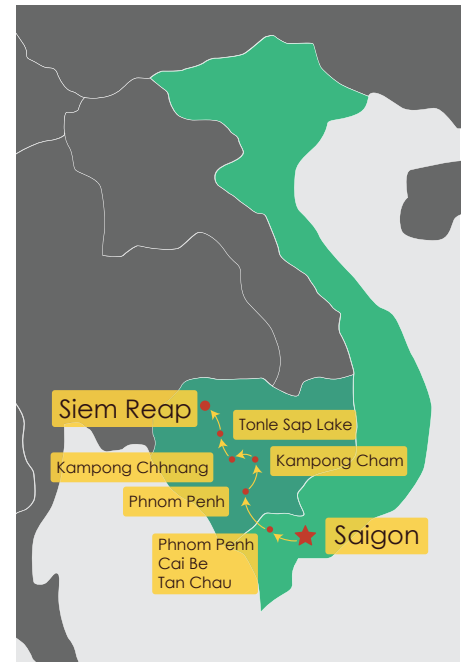 Siem Reap
Tonle Sap Lake
Kampong Chhnang
Kampong Cham
Phnom Penh
Saigon
Phnom Penh
Cai Be
Tan Chau